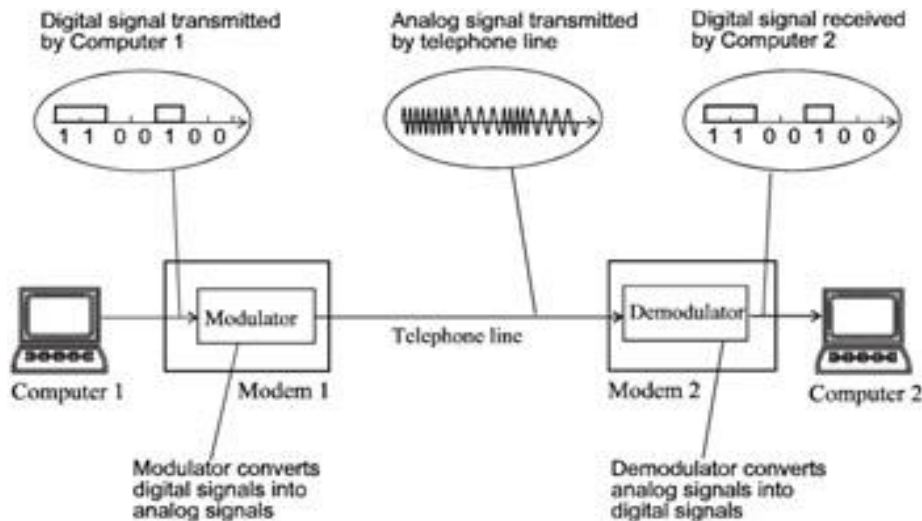 Digital signal transmitted
by Computer 1
Analog signal transmitted
by telephone line
Digital signal received
by Computer 2
1 1 0 0 1 0 0
1 1 0 0 1 0 0
Modulator
Telephone line
Demodulator
Computer 1
Modem 1
Modem 2
Computer 2
Modulator converts
digital signals into
analog signals
Demodulator converts
analog signals into
digital signals